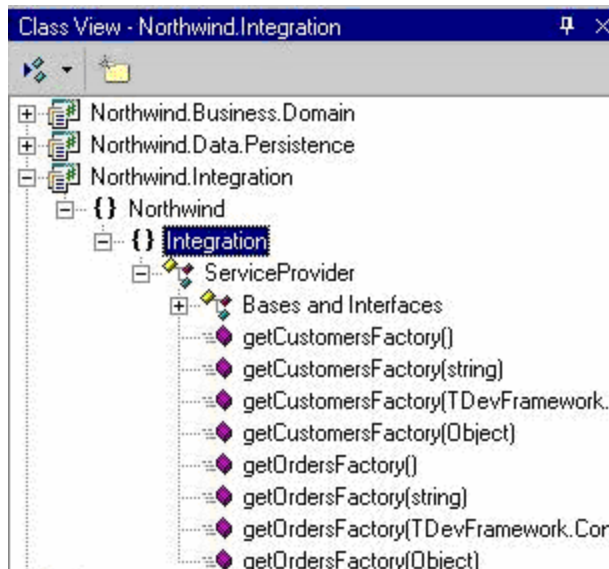 Class View - Northwind.Integration
Northwind.Business.Domain
Northwind.Data.Persistence
Northwind.Integration
{} Northwind
{} Integration
ServiceProvider
Bases and Interfaces
getCustomersFactory()
getCustomersFactory(string)
getCustomersFactory(TDevFramework.
getCustomersFactory(Object)
getOrdersFactory()
getOrdersFactory(string)
getOrdersFactory(TDevFramework.Cor
getOrdersFactory(Object)